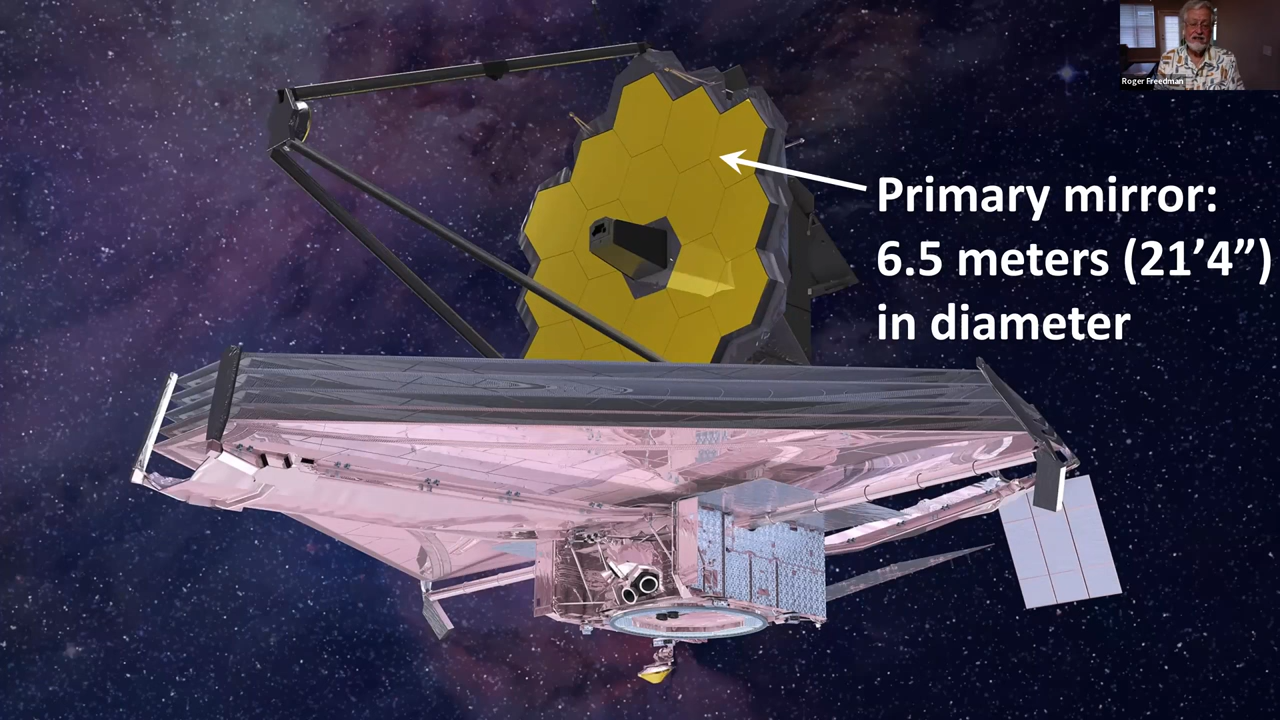 Roger Freedman
Primary mirror:
6.5 meters (21’4”)
in diameter